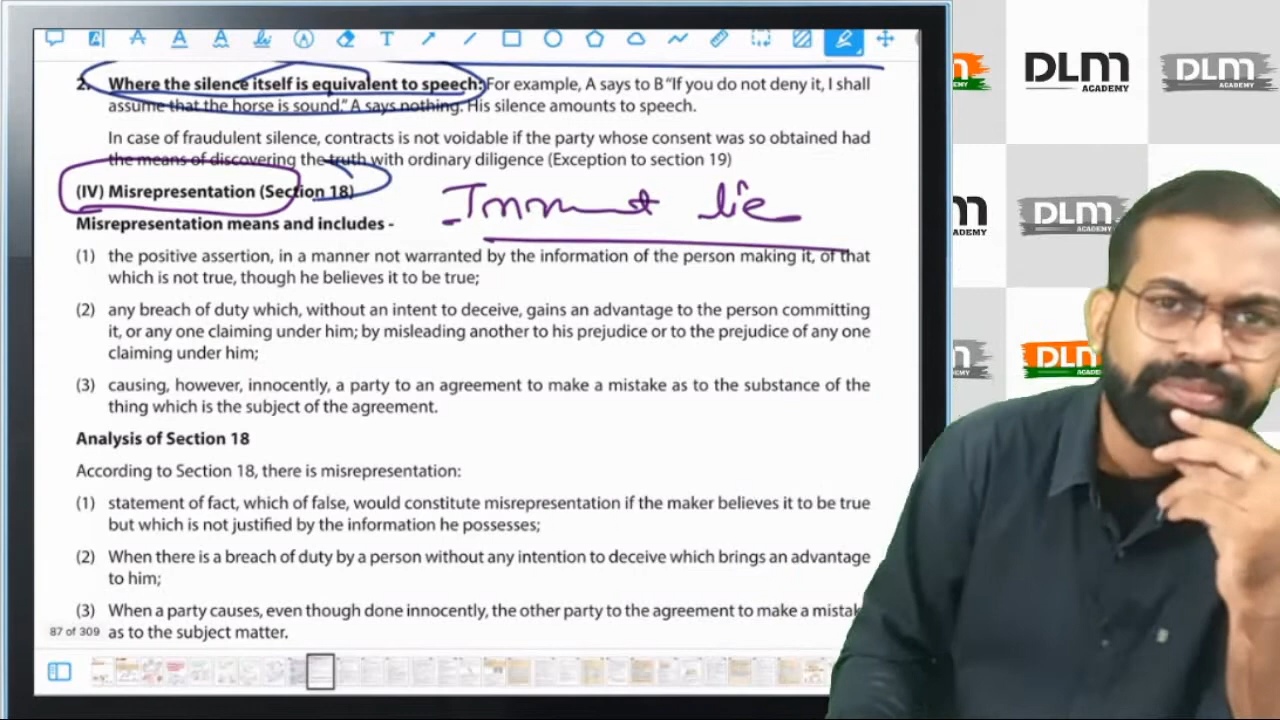 2. Where the silence itself is equivalent to speech: For example, A says to B "If you do not deny it, I shall
assume that the horse is sound." A says nothing. His silence amounts to speech.
In case of fraudulent silence, contracts is not voidable if the party whose consent was so obtained had
the means of discovering the truth with ordinary diligence (Exception to section 19)
(IV) Misrepresentation (Section 18)
Innocent lie
Misrepresentation means and includes -
(1) the positive assertion, in a manner not warranted by the information of the person making it, of that
which is not true, though he believes it to be true;
(2) any breach of duty which, without an intent to deceive, gains an advantage to the person committing
it, or any one claiming under him; by misleading another to his prejudice or to the prejudice of any one
claiming under him;
(3) causing, however, innocently, a party to an agreement to make a mistake as to the substance of the
thing which is the subject of the agreement.
Analysis of Section 18
According to Section 18, there is misrepresentation:
(1) statement of fact, which of false, would constitute misrepresentation if the maker believes it to be true
but which is not justified by the information he possesses;
(2) When there is a breach of duty by a person without any intention to deceive which brings an advantage
to him;
(3) When a party causes, even though done innocently, the other party to the agreement to make a mistak
as to the subject matter.
87 of 309
DLM
ACADEMY
DLM
ACADEMY
DLM
ACADEMY
DLM
ACADEMY